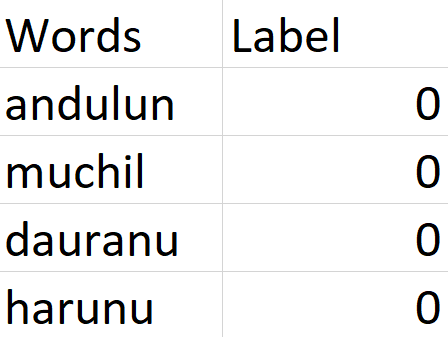 Words Label
andulun 0
muchil 0
dauranu 0
harunu 0